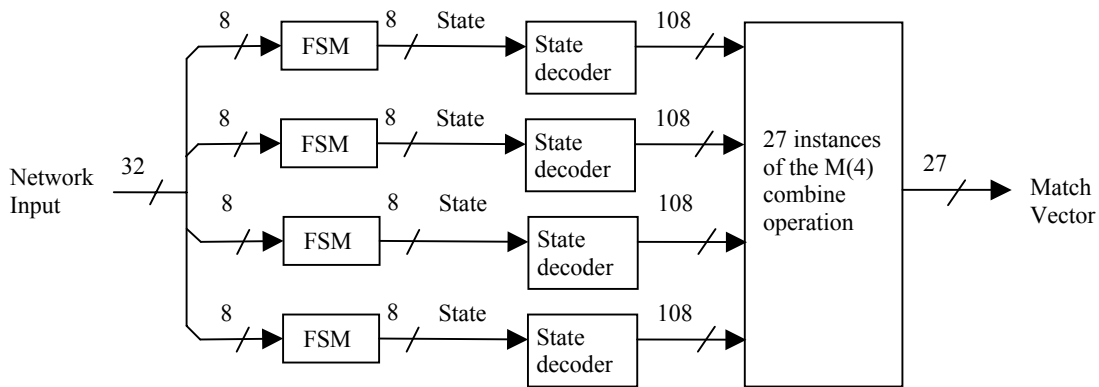 8
FSM
8
State
State
decoder
108
8
FSM
8
State
State
decoder
108
32
Network
Input
27 instances
of the M(4)
combine
operation
27
Match
Vector
8
FSM
8
State
State
decoder
108
8
FSM
8
State
State
decoder
108